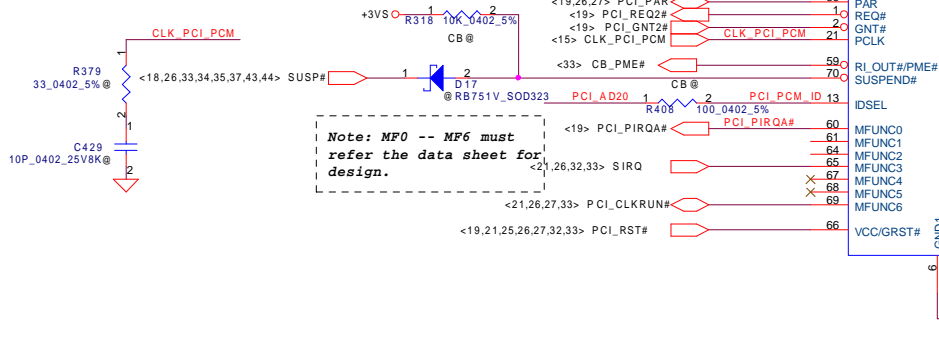 <19,26,27> PCI_PAR
PAR
+3VS
1
2
R318 10K_0402_5%
CB@
<19> PCI_REQ2#
1
REQ#
<19> PCI_GNT2#
2
GNT#
<15> CLK_PCI_PCM
CLK_PCI_PCM
21
PCLK
CLK_PCI_PCM
<33> CB_PME#
59
RI_OUT#/PME#
R379
33_0402_5%@
1
2
<18,26,33,34,35,37,43,44> SUSP#
1
2
D17
@RB751V_SOD323
70
SUSPEND#
CB@
PCI_AD20
1
2
R408 100_0402_5%
PCI_PCM_ID
13
IDSEL
1
C429
10P_0402_25V8K@
2
Note: MF0 -- MF6 must
refer the data sheet for
design.
<19> PCI_PIRQA#
PCI_PIRQA#
60
MFUNC0
61
MFUNC1
64
MFUNC2
<21,26,32,33> SIRQ
65
MFUNC3
67
MFUNC4
68
MFUNC5
<21,26,27,33> PCI_CLKRUN#
69
MFUNC6
<19,21,25,26,27,32,33> PCI_RST#
66
VCC/GRST#
GND1
6